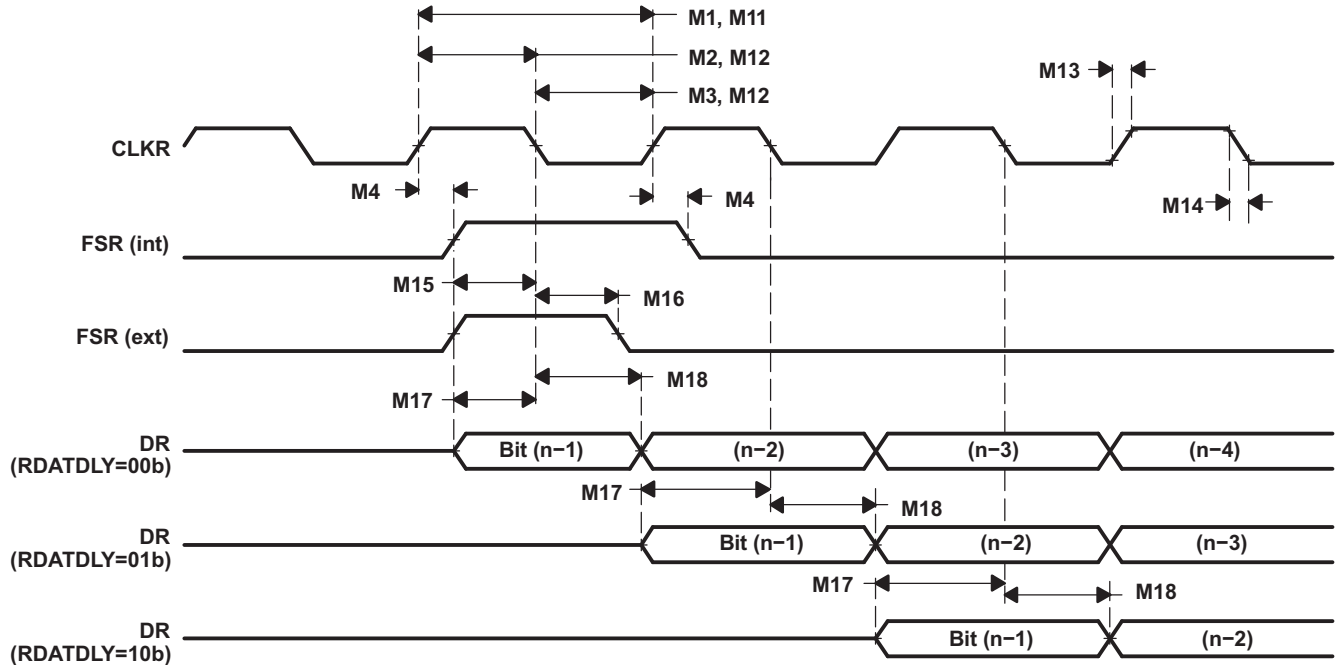 M1, M11
M2, M12
M3, M12
M13
CLKR
M4
M4
M14
FSR (int)
M15
M16
FSR (ext)
M18
M17
DR
(RDATDLY=00b)
Bit (n−1)
(n−2)
(n−3)
(n−4)
M17
M18
DR
(RDATDLY=01b)
Bit (n−1)
(n−2)
(n−3)
M17
M18
DR
(RDATDLY=10b)
Bit (n−1)
(n−2)